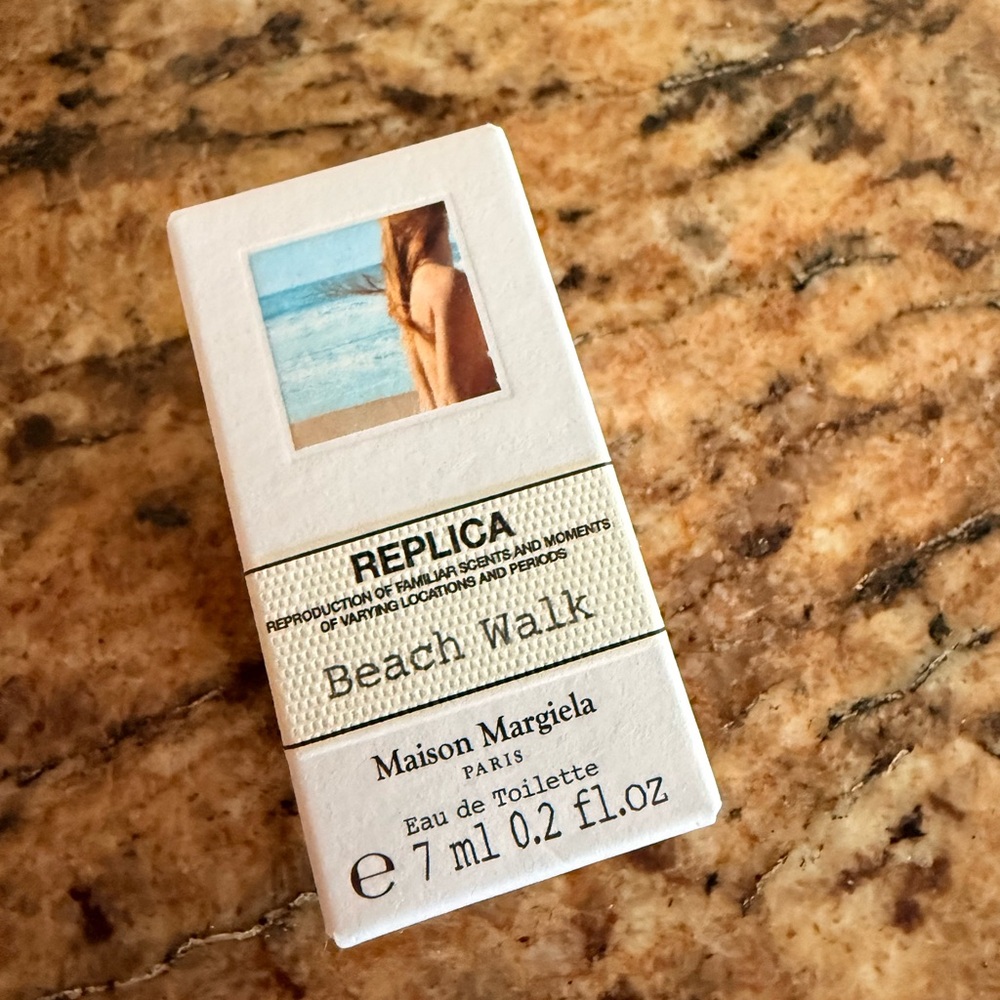 REPLICA
REPRODUCTION OF FAMILIAR SCENTS AND MOMENTS
OF VARYING LOCATIONS AND PERIODS
Beach Walk
Maison Margiela
PARIS
Eau de Toilette
℮ 7 ml 0.2 fl.oz